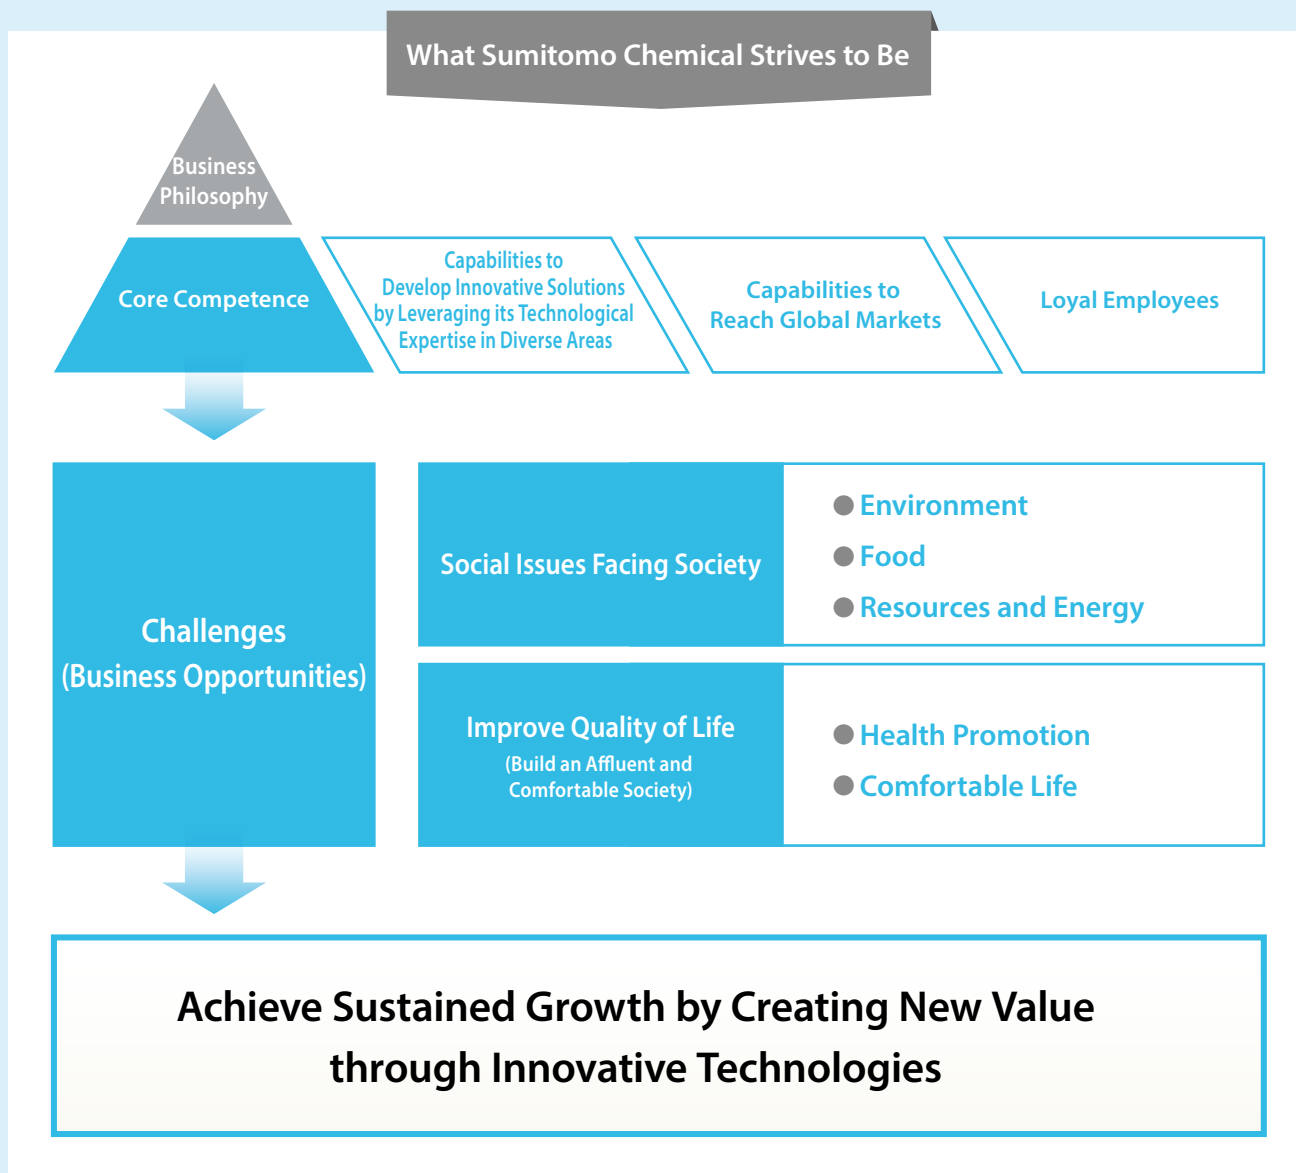 What Sumitomo Chemical Strives to Be
Business
Philosophy
Core Competence
Capabilities to
Develop Innovative Solutions
by Leveraging its Technological
Expertise in Diverse Areas
Capabilities to
Reach Global Markets
Loyal Employees
Challenges
(Business Opportunities)
Social Issues Facing Society
● Environment
● Food
● Resources and Energy
Improve Quality of Life
(Build an Affluent and
Comfortable Society)
● Health Promotion
● Comfortable Life
Achieve Sustained Growth by Creating New Value
through Innovative Technologies